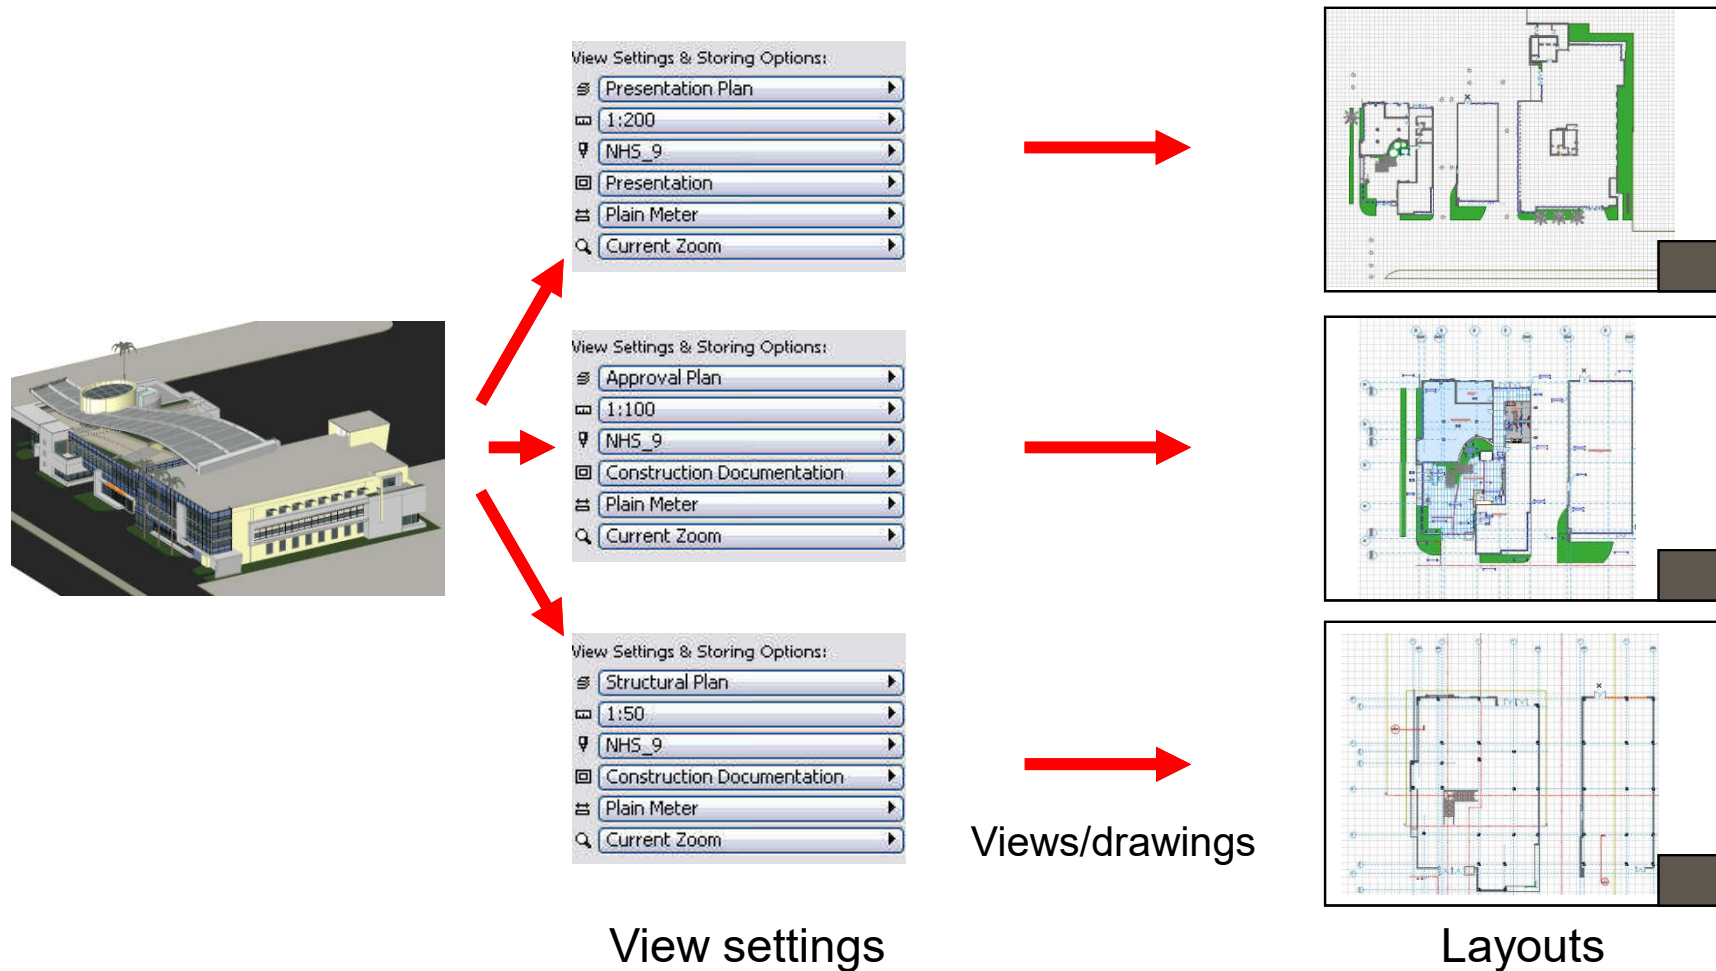 View Settings & Storing Options:
Presentation Plan
1:200
NHS_9
Presentation
Plain Meter
Current Zoom
View Settings & Storing Options:
Approval Plan
1:100
NHS_9
Construction Documentation
Plain Meter
Current Zoom
View Settings & Storing Options:
Structural Plan
1:50
NHS_9
Construction Documentation
Plain Meter
Current Zoom
Views/drawings
View settings
Layouts